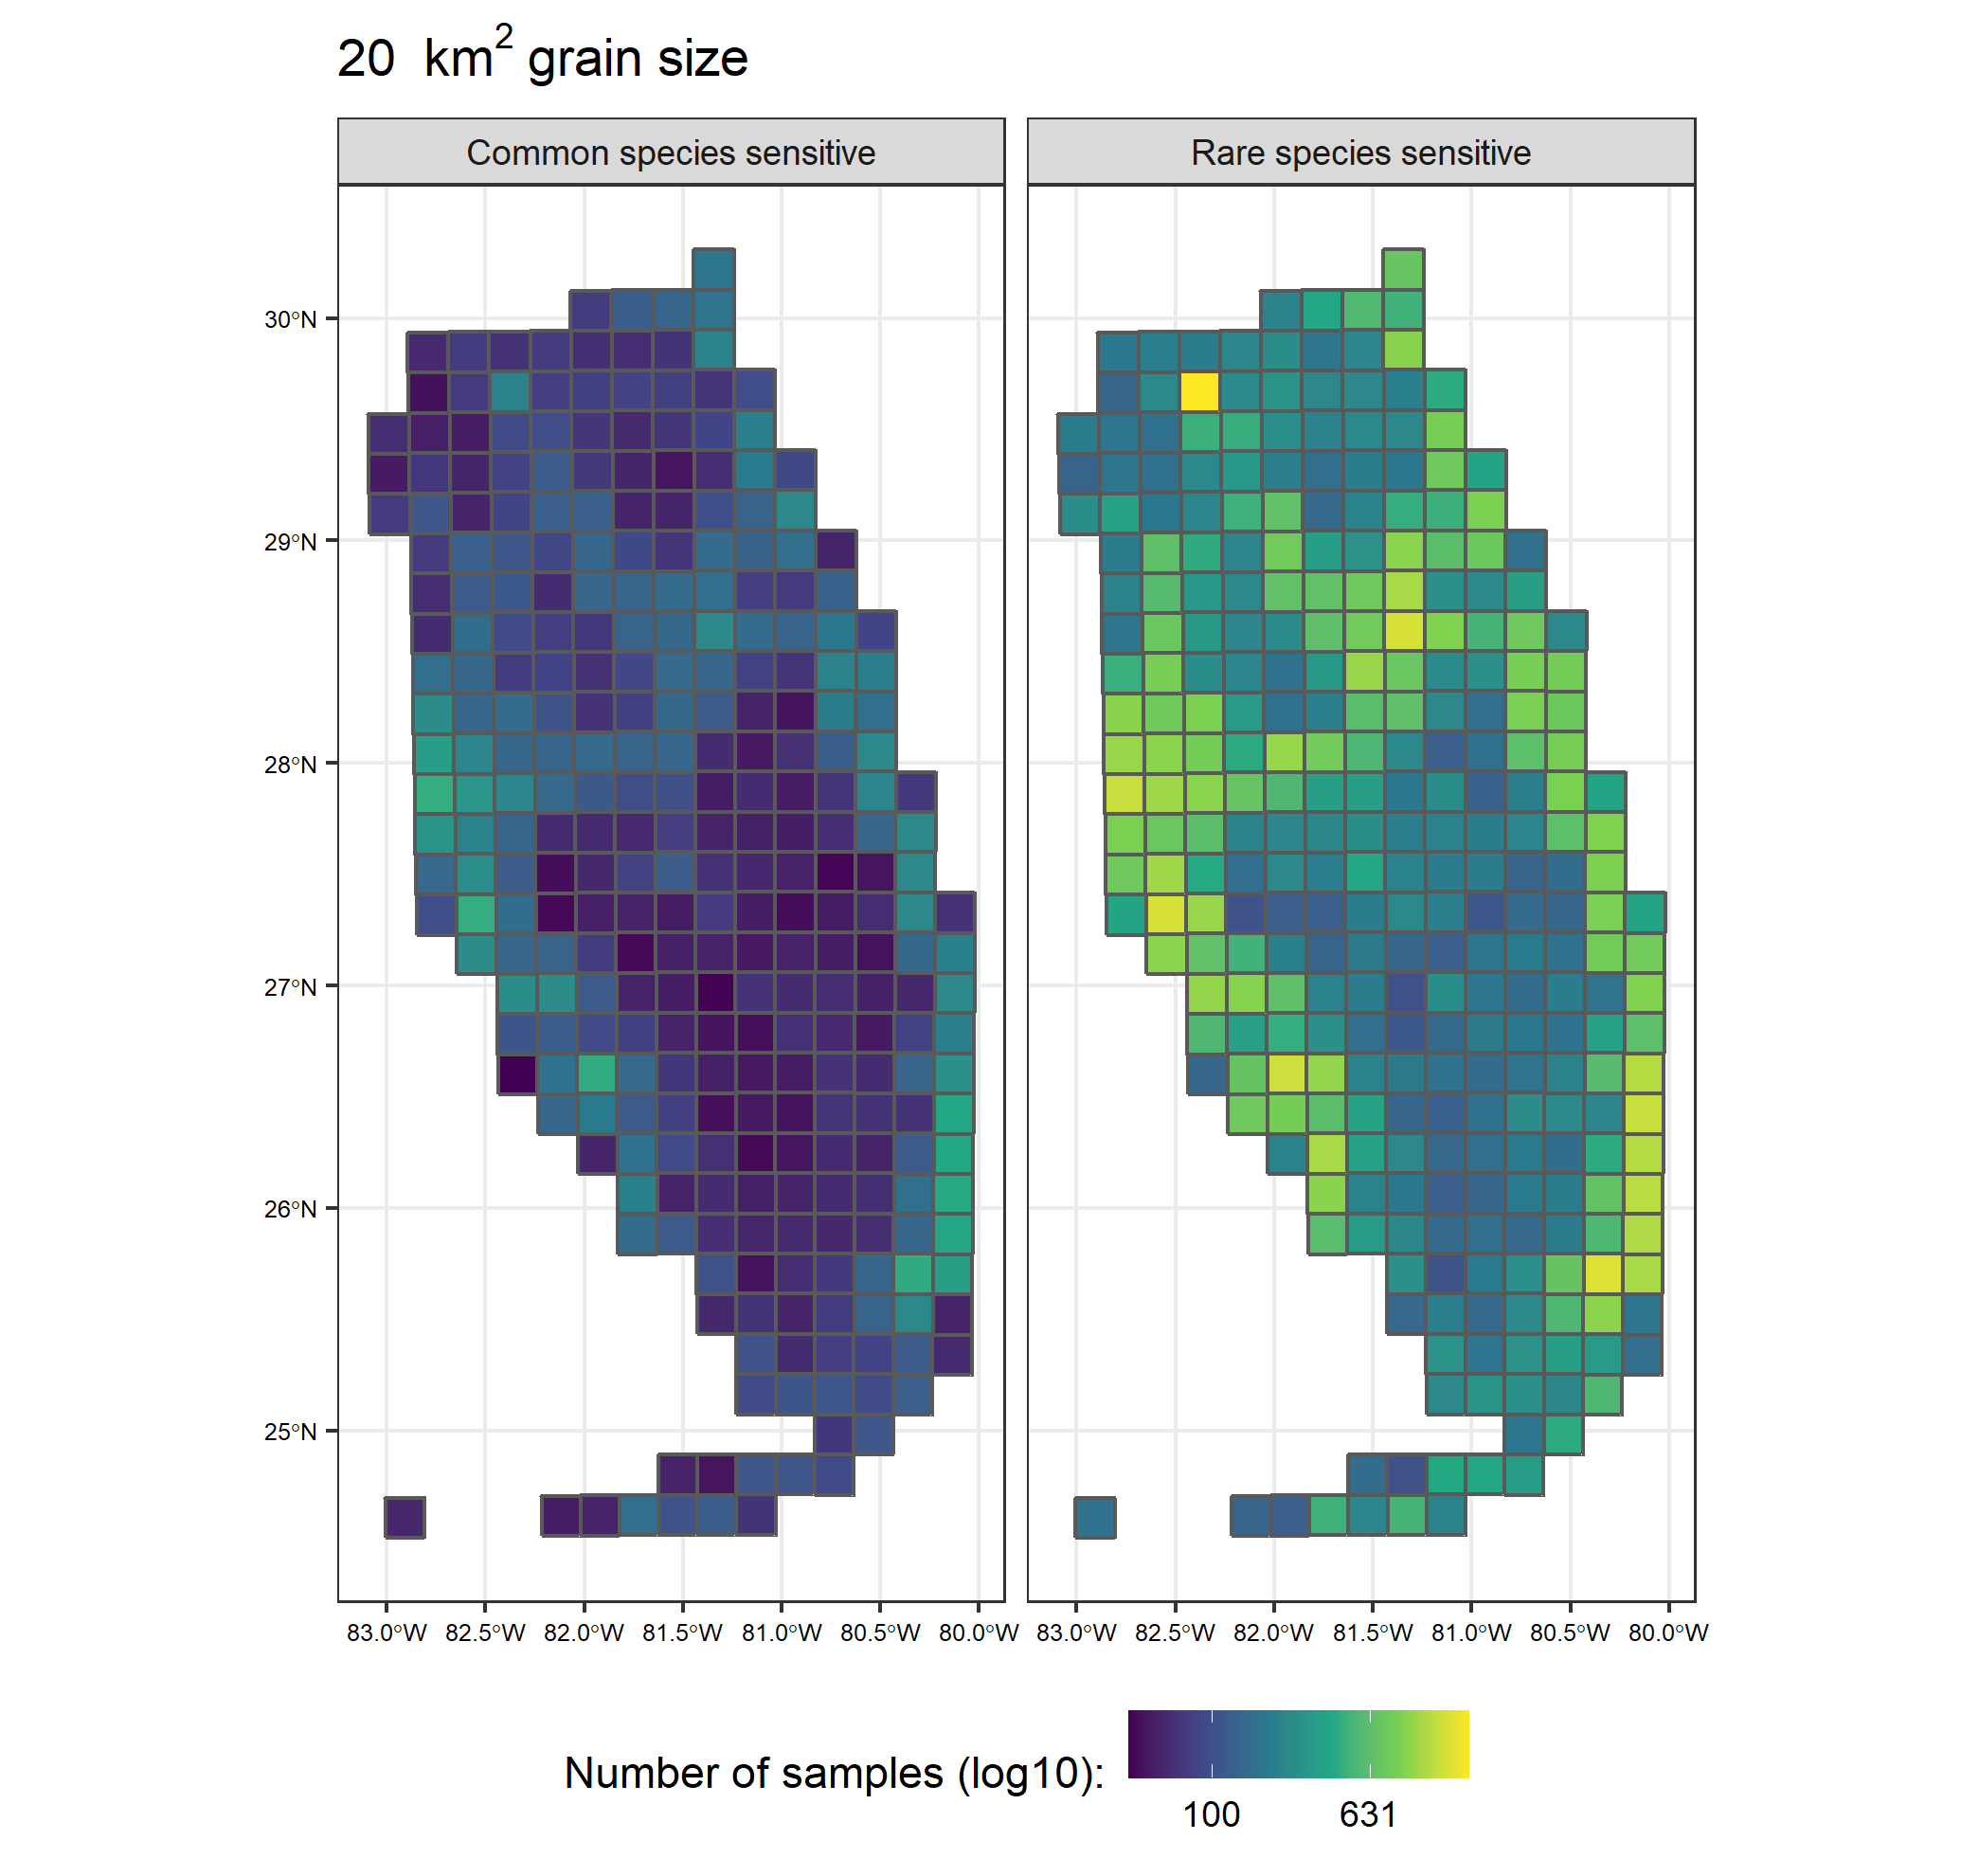 20  km² grain size
Common species sensitive
Rare species sensitive
30°N
29°N
28°N
27°N
26°N
25°N
83.0°W 82.5°W 82.0°W 81.5°W 81.0°W 80.5°W 80.0°W
83.0°W 82.5°W 82.0°W 81.5°W 81.0°W 80.5°W 80.0°W
Number of samples (log10):
100 631